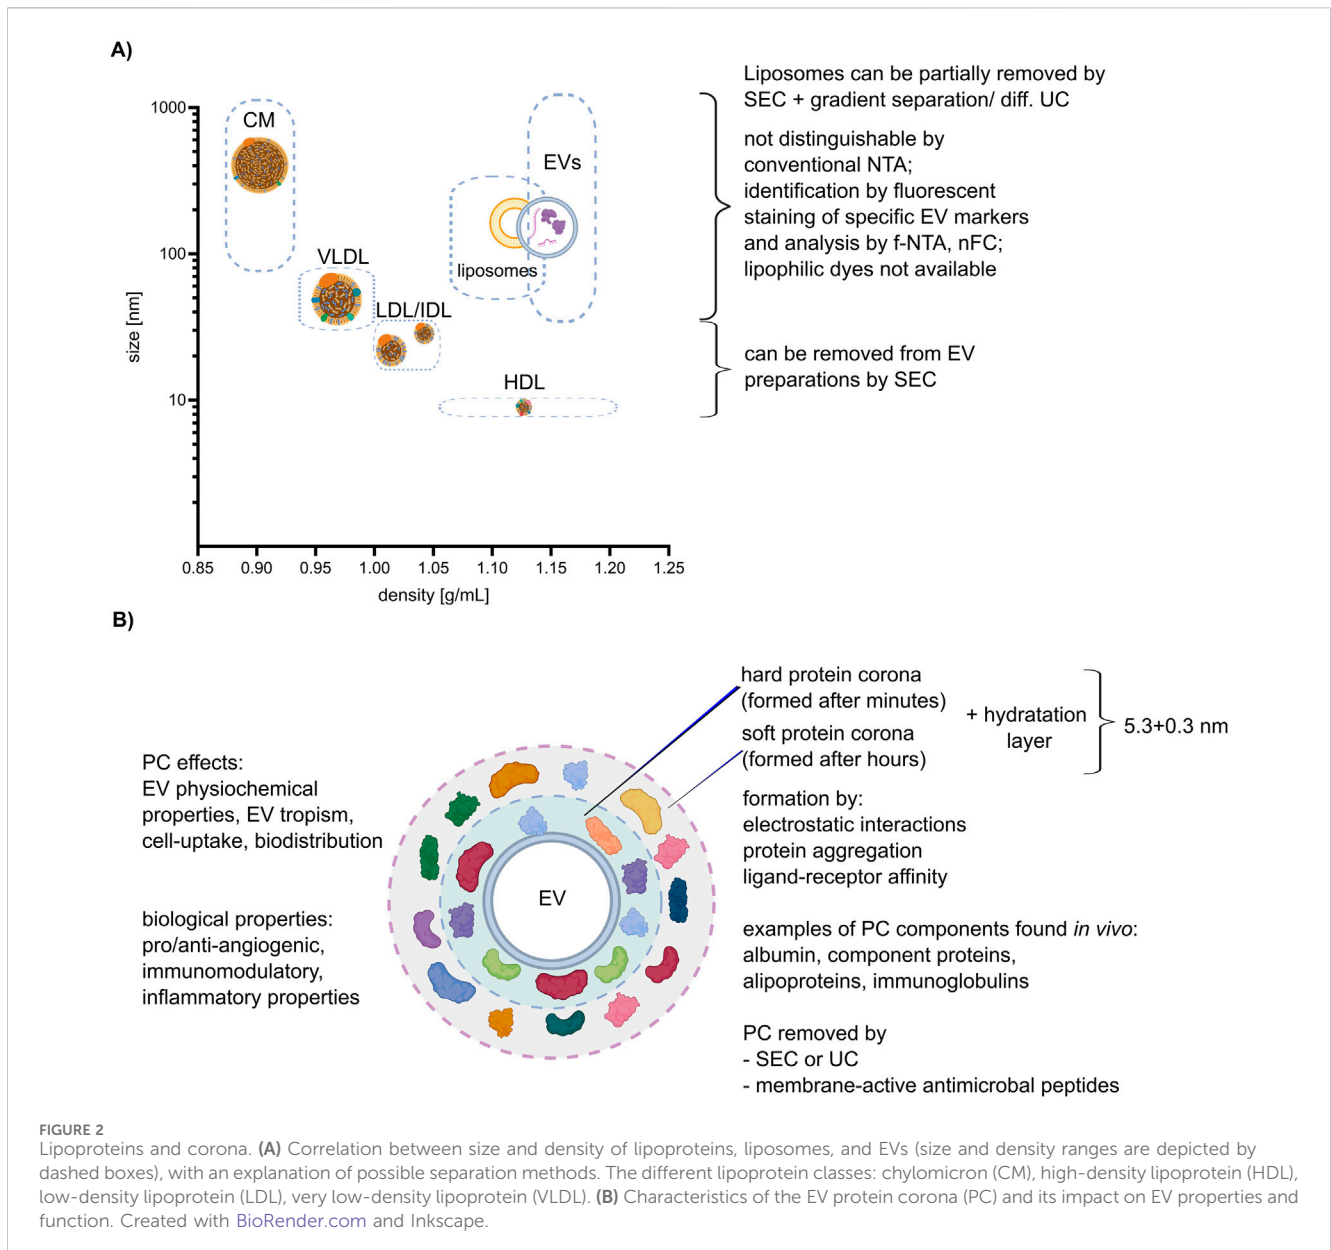 A)
1000
100
10
size [nm]
0.85 0.90 0.95 1.00 1.05 1.10 1.15 1.20 1.25
density [g/mL]
CM
VLDL
LDL/IDL
HDL
liposomes
EVs
Liposomes can be partially removed by
SEC + gradient separation/ diff. UC
not distinguishable by
conventional NTA;
identification by fluorescent
staining of specific EV markers
and analysis by f-NTA, nFC;
lipophilic dyes not available
can be removed from EV
preparations by SEC
B)
PC effects:
EV physiochemical
properties, EV tropism,
cell-uptake, biodistribution
biological properties:
pro/anti-angiogenic,
immunomodulatory,
inflammatory properties
EV
hard protein corona
(formed after minutes)
soft protein corona
(formed after hours)
+ hydratation
layer
5.3+0.3 nm
formation by:
electrostatic interactions
protein aggregation
ligand-receptor affinity
examples of PC components found in vivo:
albumin, component proteins,
alipoproteins, immunoglobulins
PC removed by
- SEC or UC
- membrane-active antimicrobal peptides
FIGURE 2
Lipoproteins and corona. (A) Correlation between size and density of lipoproteins, liposomes, and EVs (size and density ranges are depicted by
dashed boxes), with an explanation of possible separation methods. The different lipoprotein classes: chylomicron (CM), high-density lipoprotein (HDL),
low-density lipoprotein (LDL), very low-density lipoprotein (VLDL). (B) Characteristics of the EV protein corona (PC) and its impact on EV properties and
function. Created with BioRender.com and Inkscape.